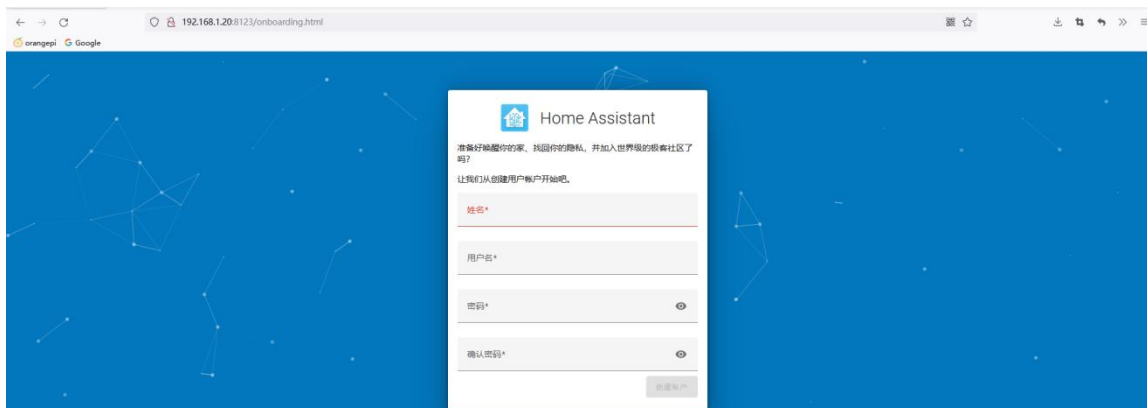 192.168.1.20:8123/onboarding.html
orangepi Google
Home Assistant
准备好唤醒你的家、找回你的隐私，并加入世界级的极客社区了
吗？
让我们从创建用户帐户开始吧。
姓名*
用户名*
密码*
确认密码*
创建帐户